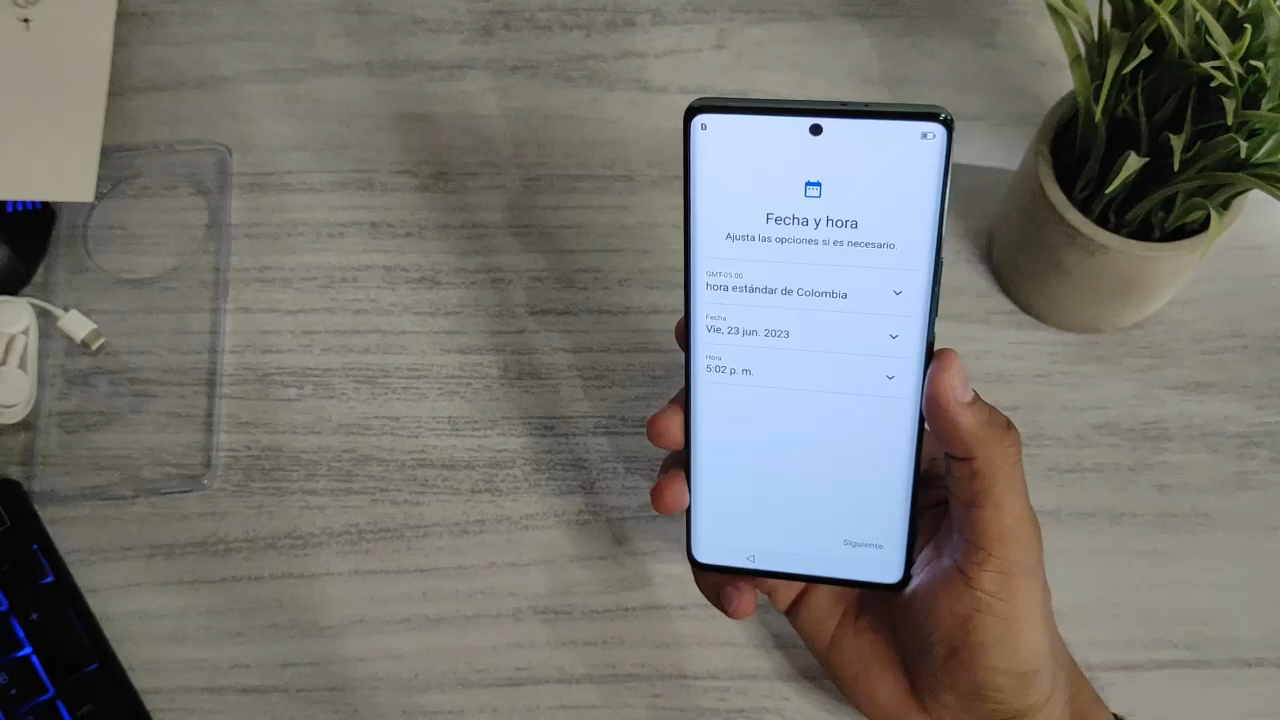 Fecha y hora
Ajusta las opciones si es necesario.
GMT-05:00
hora estándar de Colombia
Fecha
Vie, 23 jun. 2023
Hora
5:02 p. m.
Siguiente